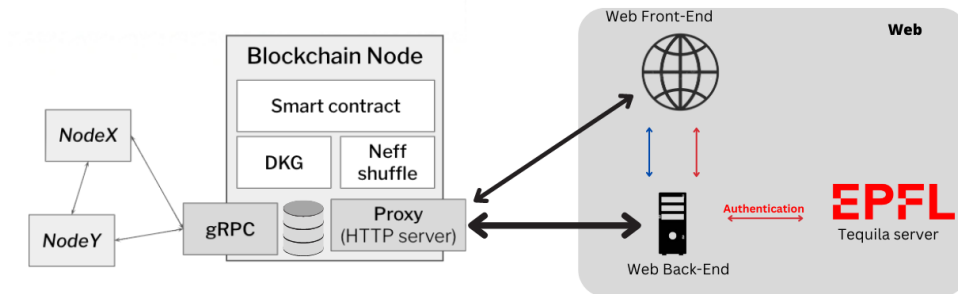 Web Front-End
Web
Blockchain Node
Smart contract
NodeX
DKG
Neff
shuffle
NodeY
gRPC
Proxy
(HTTP server)
Authentication
EPFL
Tequila server
Web Back-End